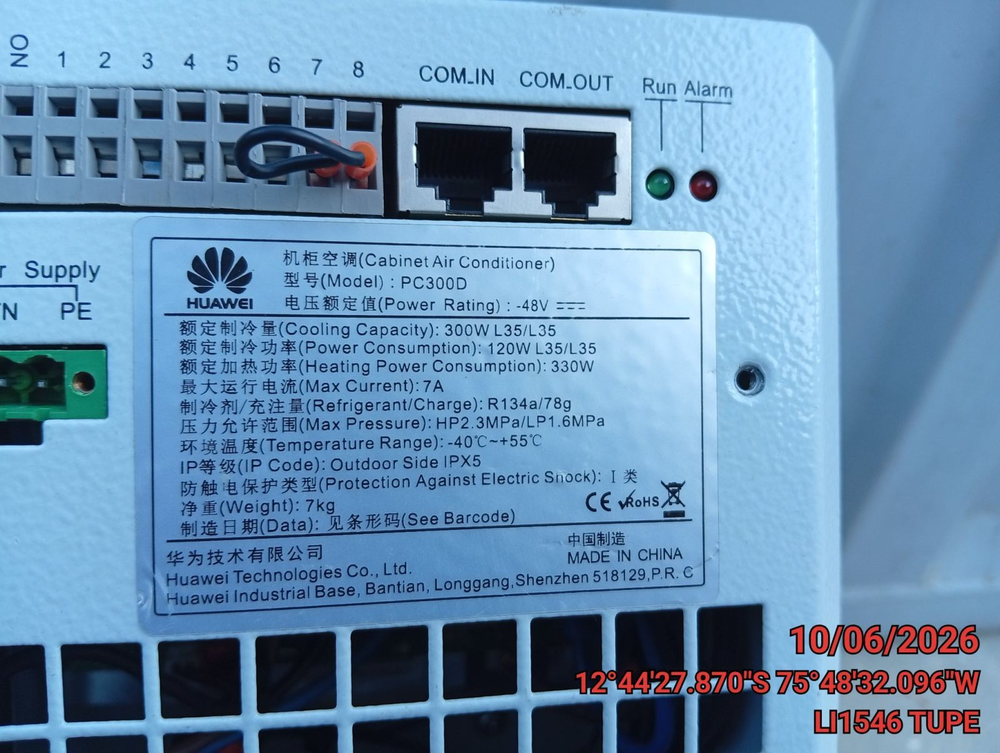 NO 1 2 3 4 5 6 7 8 COM_IN COM_OUT Run Alarm
Supply
PE
HUAWEI
机柜空调(Cabinet Air Conditioner)
型号(Model) : PC300D
电压额定值(Power Rating) : -48V ⎓
额定制冷量(Cooling Capacity): 300W L35/L35
额定制冷功率(Power Consumption): 120W L35/L35
额定加热功率(Heating Power Consumption): 330W
最大运行电流(Max Current): 7A
制冷剂/充注量(Refrigerant/Charge): R134a/78g
压力允许范围(Max Pressure): HP2.3MPa/LP1.6MPa
环境温度(Temperature Range): -40℃~+55℃
IP等级(IP Code): Outdoor Side IPX5
防触电保护类型(Protection Against Electric Shock): I 类
净重(Weight): 7kg
制造日期(Data): 见条形码(See Barcode)
CE RoHS
华为技术有限公司
Huawei Technologies Co., Ltd.
中国制造
MADE IN CHINA
Huawei Industrial Base, Bantian, Longgang,Shenzhen 518129,P.R. C
10/06/2026
12°44'27.870"S 75°48'32.096"W
LI1546 TUPE